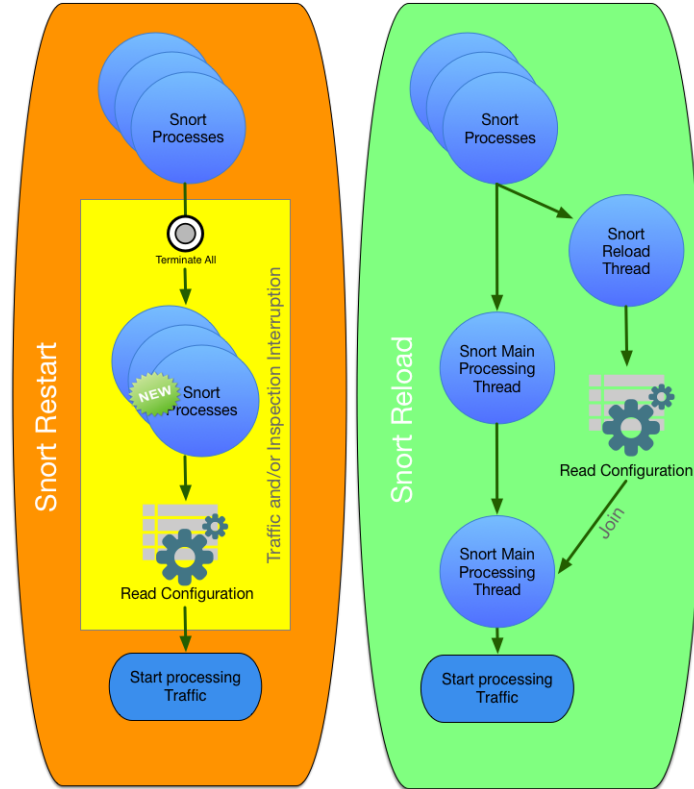 Snort Restart
Snort
Processes
Terminate All
Traffic and/or Inspection Interruption
NEW
Snort
Processes
Read Configuration
Start processing
Traffic
Snort Reload
Snort
Processes
Snort
Reload
Thread
Snort Main
Processing
Thread
Read Configuration
Join
Snort Main
Processing
Thread
Start processing
Traffic